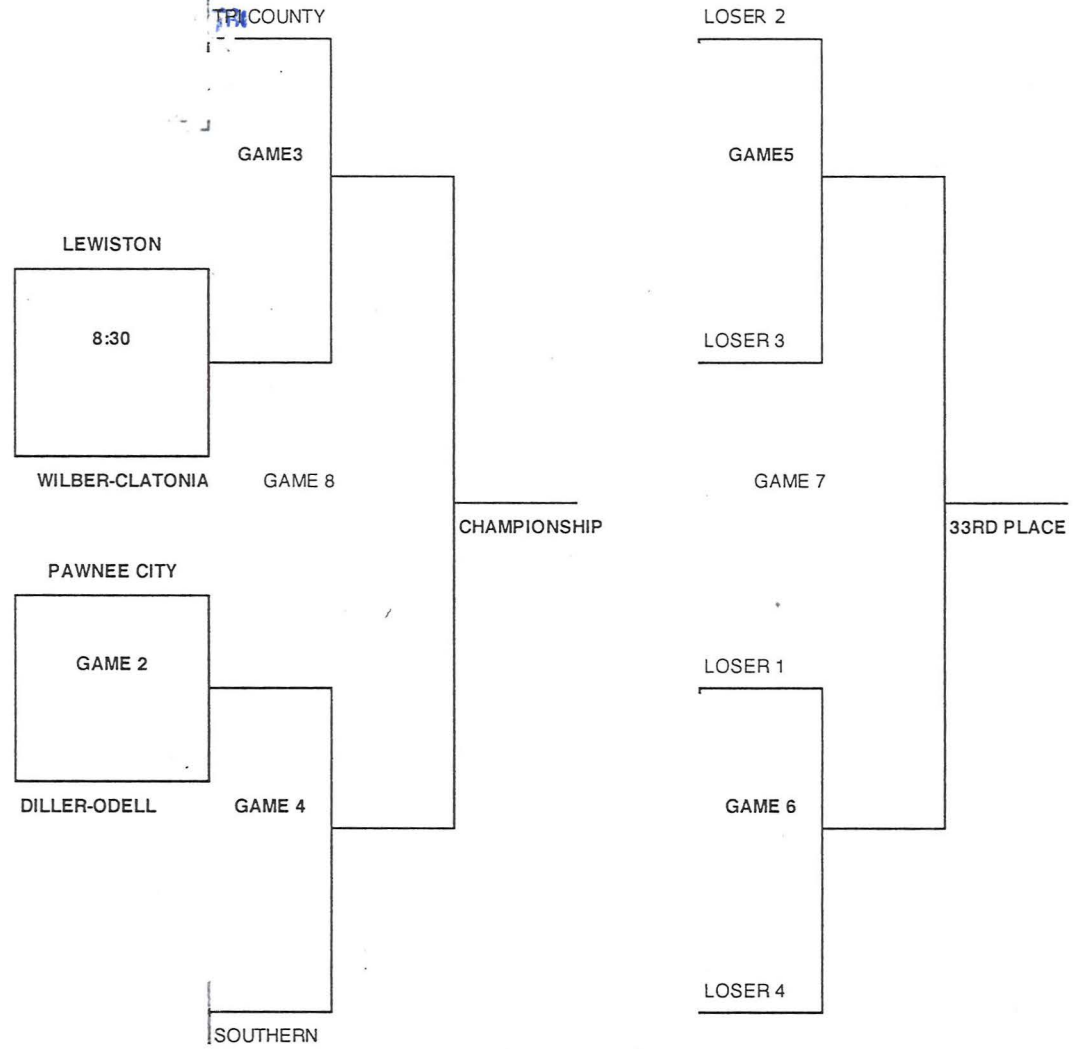 TRI COUNTY
GAME3
LEWISTON
8:30
WILBER-CLATONIA
GAME 8
CHAMPIONSHIP
PAWNEE CITY
GAME 2
DILLER-ODELL
GAME 4
SOUTHERN
LOSER 2
GAME5
LOSER 3
GAME 7
33RD PLACE
LOSER 1
GAME 6
LOSER 4